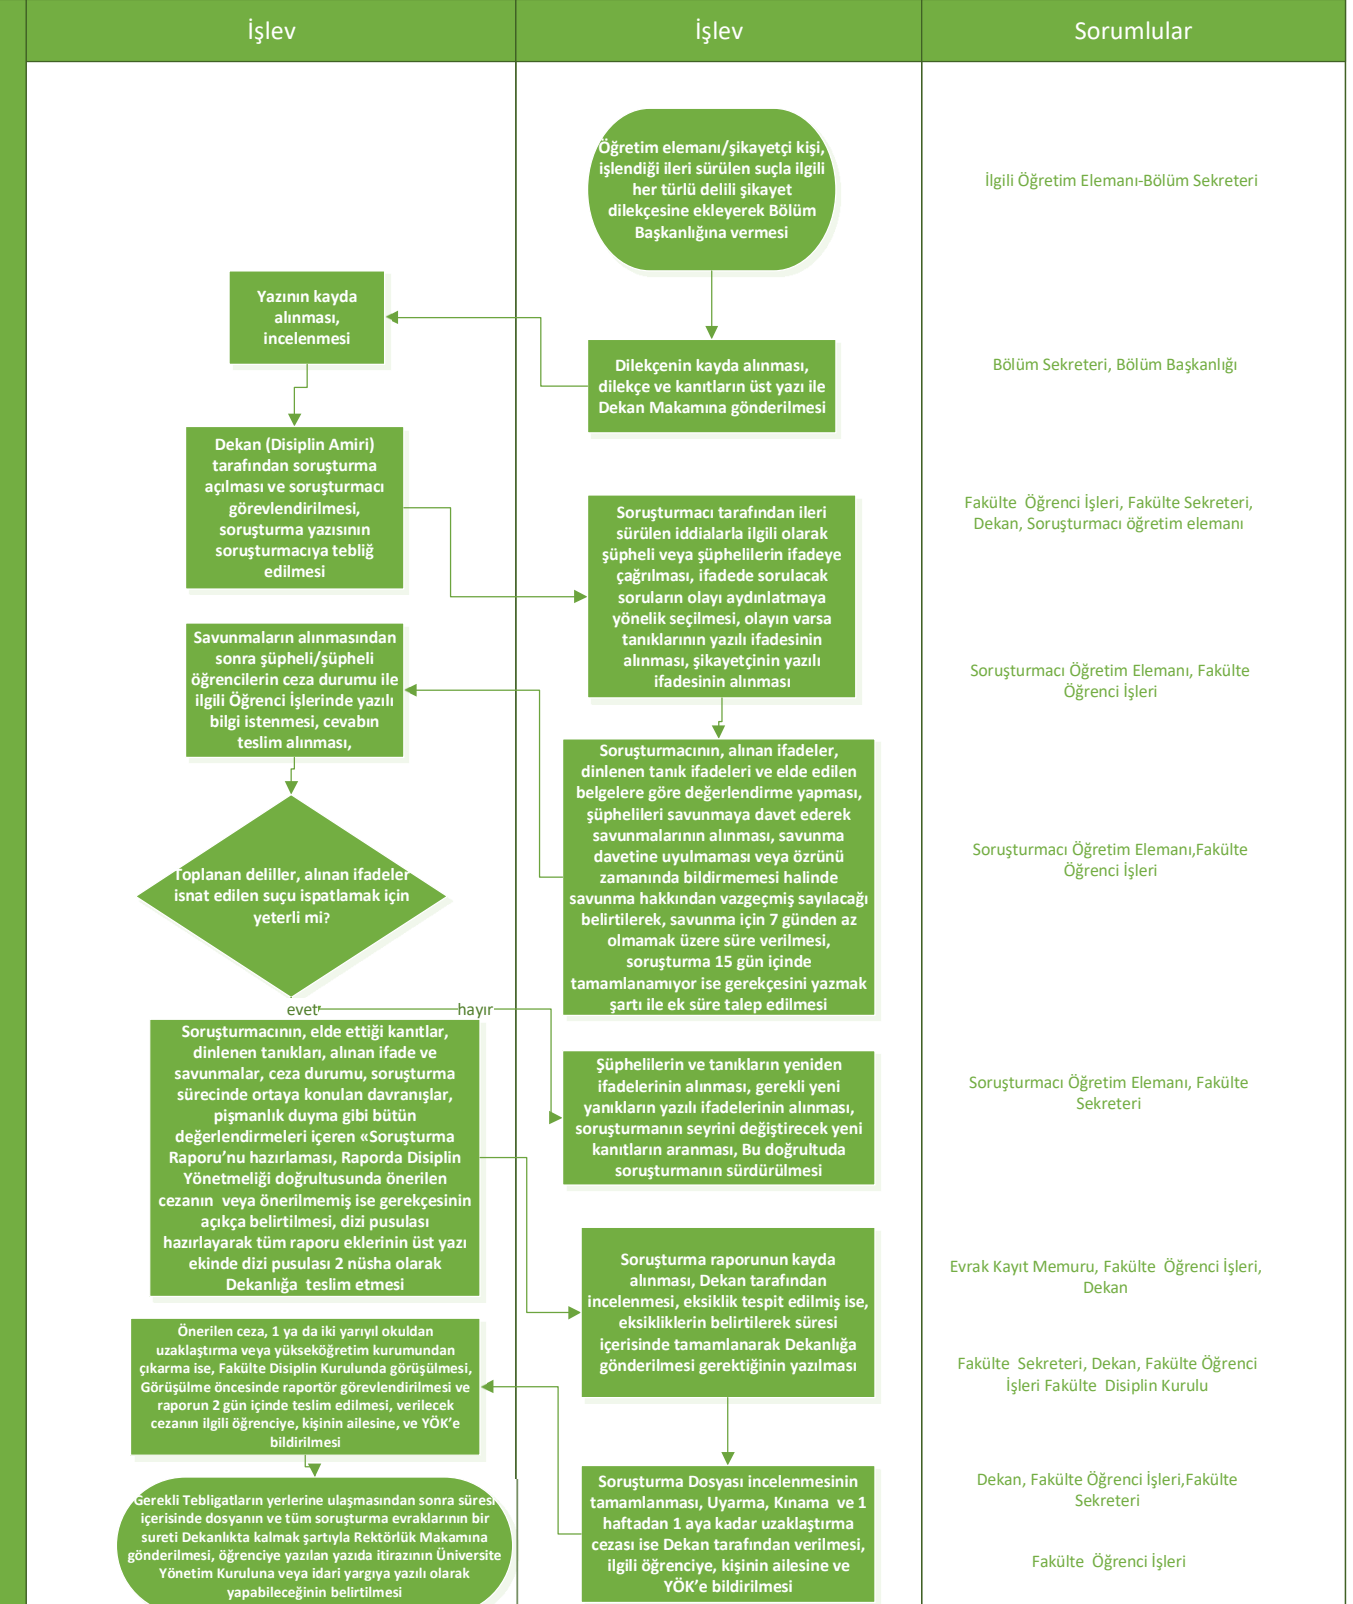 İşlev
İşlev
Sorumlular
Öğretim elemanı/şikayetçi kişi,
işlendiği ileri sürülen suçla ilgili
her türlü delili şikayet
dilekçesine ekleyerek Bölüm
Başkanlığına vermesi
İlgili Öğretim Elemanı-Bölüm Sekreteri
Yazının kayda
alınması,
incelenmesi
Dilekçenin kayda alınması,
dilekçe ve kanıtların üst yazı ile
Dekan Makamına gönderilmesi
Bölüm Sekreteri, Bölüm Başkanlığı
Dekan (Disiplin Amiri)
tarafından soruşturma
açılması ve soruşturmacı
görevlendirilmesi,
soruşturma yazısının
soruşturmacıya tebliğ
edilmesi
Soruşturmacı tarafından ileri
sürülen iddialarla ilgili olarak
şüpheli veya şüphelilerin ifadeye
çağrılması, ifadede sorulacak
soruların olayı aydınlatmaya
yönelik seçilmesi, olayın varsa
tanıklarının yazılı ifadesinin
alınması, şikayetçinin yazılı
ifadesinin alınması
Fakülte  Öğrenci İşleri, Fakülte Sekreteri,
Dekan, Soruşturmacı öğretim elemanı
Savunmaların alınmasından
sonra şüpheli/şüpheli
öğrencilerin ceza durumu ile
ilgili Öğrenci İşlerinde yazılı
bilgi istenmesi, cevabın
teslim alınması,
Soruşturmacı Öğretim Elemanı, Fakülte
Öğrenci İşleri
Soruşturmacının, alınan ifadeler,
dinlenen tanık ifadeleri ve elde edilen
belgelere göre değerlendirme yapması,
şüphelileri savunmaya davet ederek
savunmalarının alınması, savunma
davetine uyulmaması veya özrünü
zamanında bildirmemesi halinde
savunma hakkından vazgeçmiş sayılacağı
belirtilerek, savunma için 7 günden az
olmamak üzere süre verilmesi,
soruşturma 15 gün içinde
tamamlanamıyor ise gerekçesini yazmak
şartı ile ek süre talep edilmesi
Toplanan deliller, alınan ifadeler
isnat edilen suçu ispatlamak için
yeterli mi?
Soruşturmacı Öğretim Elemanı,Fakülte
Öğrenci İşleri
evet
hayır
Soruşturmacının, elde ettiği kanıtlar,
dinlenen tanıkları, alınan ifade ve
savunmalar, ceza durumu, soruşturma
sürecinde ortaya konulan davranışlar,
pişmanlık duyma gibi bütün
değerlendirmeleri içeren «Soruşturma
Raporu’nu hazırlaması, Raporda Disiplin
Yönetmeliği doğrultusunda önerilen
cezanın  veya önerilmemiş ise gerekçesinin
açıkça belirtilmesi, dizi pusulası
hazırlayarak tüm raporu eklerinin üst yazı
ekinde dizi pusulası 2 nüsha olarak
Dekanlığa  teslim etmesi
Şüphelilerin ve tanıkların yeniden
ifadelerinin alınması, gerekli yeni
yanıkların yazılı ifadelerinin alınması,
soruşturmanın seyrini değiştirecek yeni
kanıtların aranması, Bu doğrultuda
soruşturmanın sürdürülmesi
Soruşturmacı Öğretim Elemanı, Fakülte
Sekreteri
Soruşturma raporunun kayda
alınması, Dekan tarafından
incelenmesi, eksiklik tespit edilmiş ise,
eksikliklerin belirtilerek süresi
içerisinde tamamlanarak Dekanlığa
gönderilmesi gerektiğinin yazılması
Evrak Kayıt Memuru, Fakülte  Öğrenci İşleri,
Dekan
Önerilen ceza, 1 ya da iki yarıyıl okuldan
uzaklaştırma veya yükseköğretim kurumundan
çıkarma ise, Fakülte Disiplin Kurulunda görüşülmesi,
Görüşülme öncesinde raportör görevlendirilmesi ve
raporun 2 gün içinde teslim edilmesi, verilecek
cezanın ilgili öğrenciye, kişinin ailesine, ve YÖK’e
bildirilmesi
Fakülte  Sekreteri, Dekan, Fakülte Öğrenci
İşleri Fakülte  Disiplin Kurulu
Soruşturma Dosyası incelenmesinin
tamamlanması, Uyarma, Kınama  ve 1
haftadan 1 aya kadar uzaklaştırma
cezası ise Dekan tarafından verilmesi,
ilgili öğrenciye, kişinin ailesine ve
YÖK’e bildirilmesi
Dekan, Fakülte Öğrenci İşleri,Fakülte
Sekreteri
Gerekli Tebligatların yerlerine ulaşmasından sonra süresi
içerisinde dosyanın ve tüm soruşturma evraklarının bir
sureti Dekanlıkta kalmak şartıyla Rektörlük Makamına
gönderilmesi, öğrenciye yazılan yazıda itirazının Üniversite
Yönetim Kuruluna veya idari yargıya yazılı olarak
yapabileceğinin belirtilmesi
Fakülte  Öğrenci İşleri